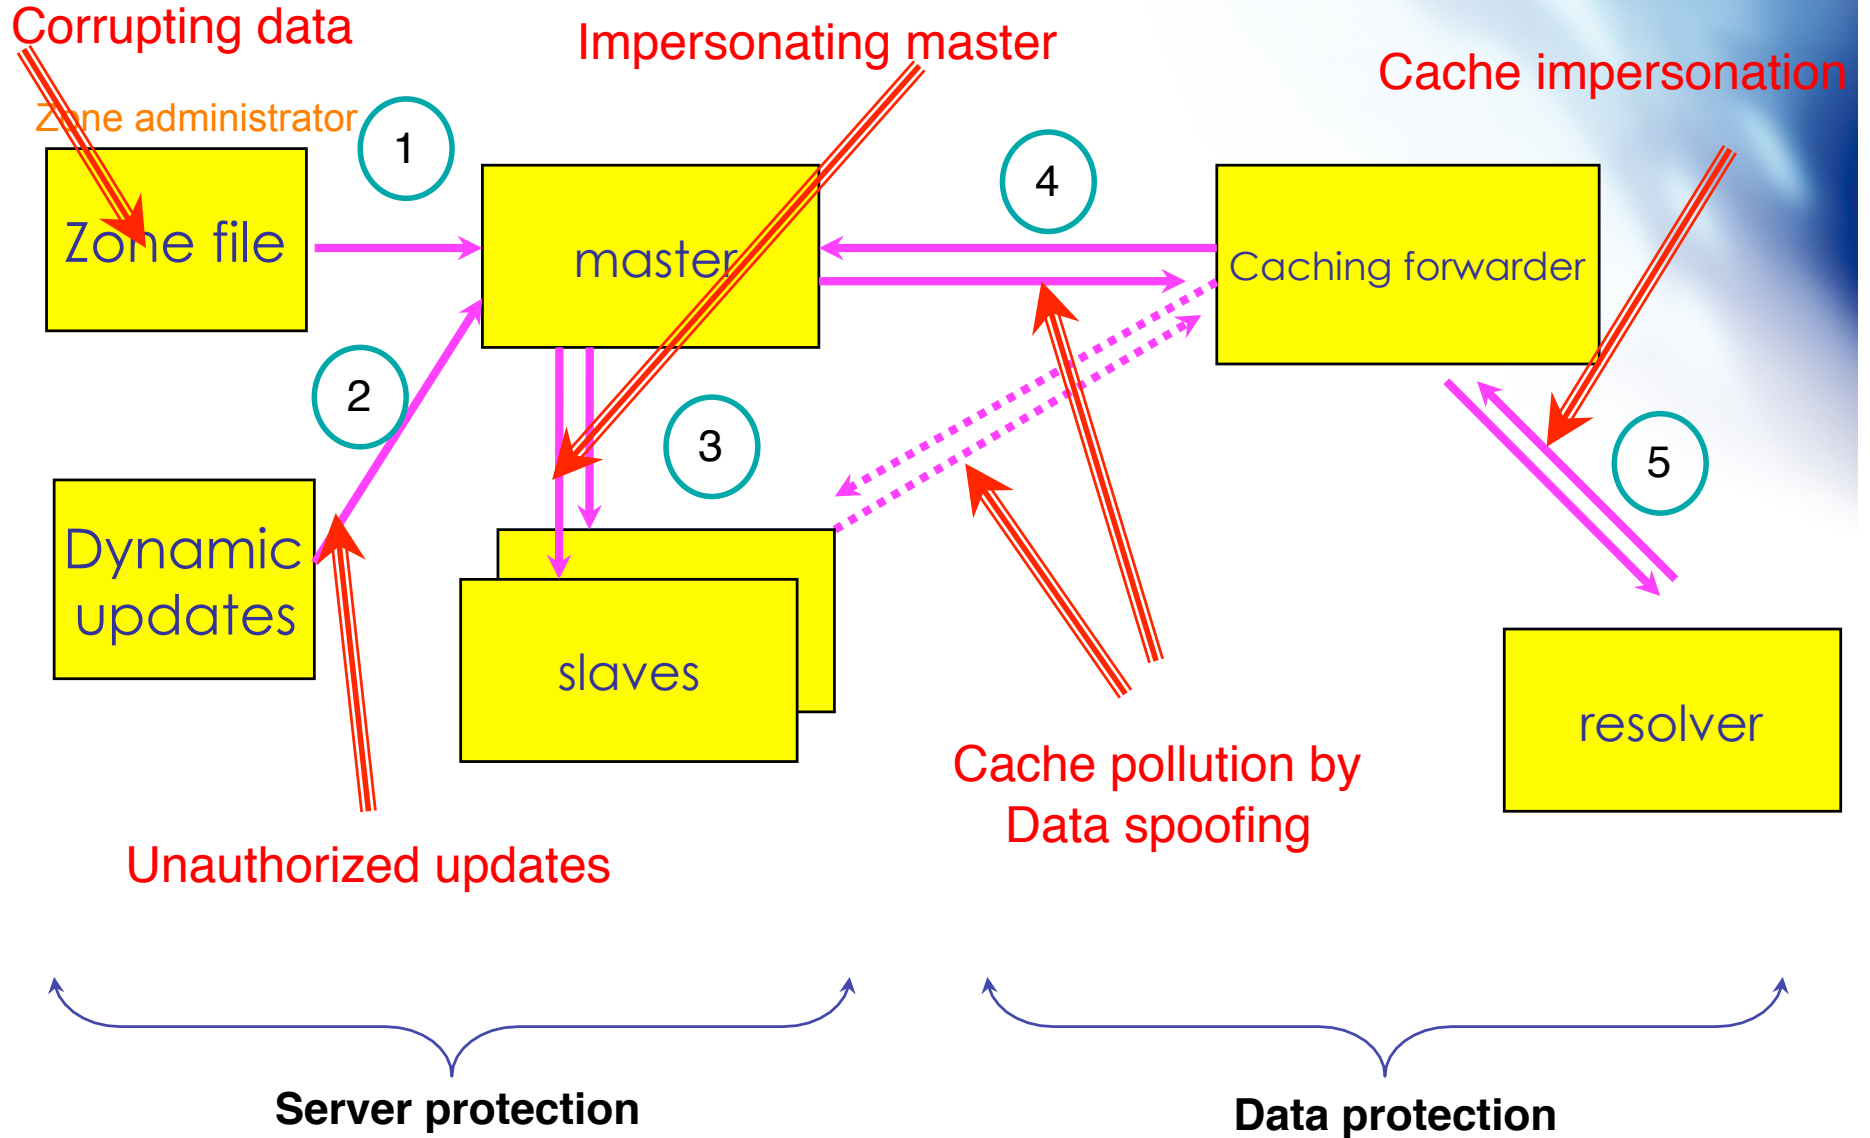 Corrupting data
Impersonating master
Cache impersonation
Zone administrator
1
4
Zone file
master
Caching forwarder
2
3
5
Dynamic
updates
slaves
resolver
Cache pollution by
Data spoofing
Unauthorized updates
Server protection
Data protection